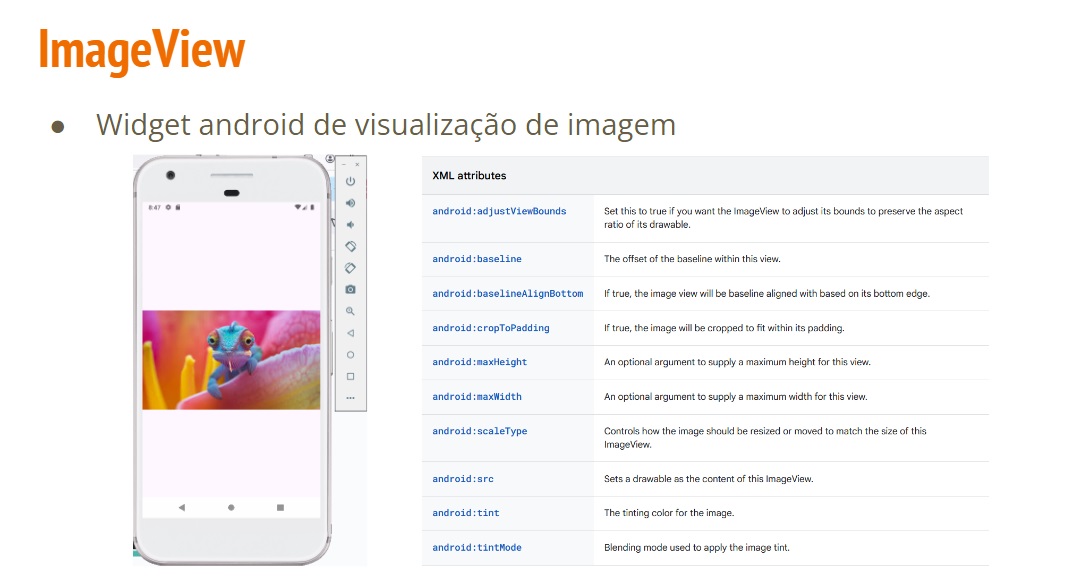 ImageView
● Widget android de visualização de imagem
8:47
XML attributes
android:adjustViewBounds
Set this to true if you want the ImageView to adjust its bounds to preserve the aspect
ratio of its drawable.
android:baseline
The offset of the baseline within this view.
android:baselineAlignBottom
If true, the image view will be baseline aligned with based on its bottom edge.
android:cropToPadding
If true, the image will be cropped to fit within its padding.
android:maxHeight
An optional argument to supply a maximum height for this view.
android:maxWidth
An optional argument to supply a maximum width for this view.
android:scaleType
Controls how the image should be resized or moved to match the size of this
ImageView.
android:src
Sets a drawable as the content of this ImageView.
android:tint
The tinting color for the image.
android:tintMode
Blending mode used to apply the image tint.